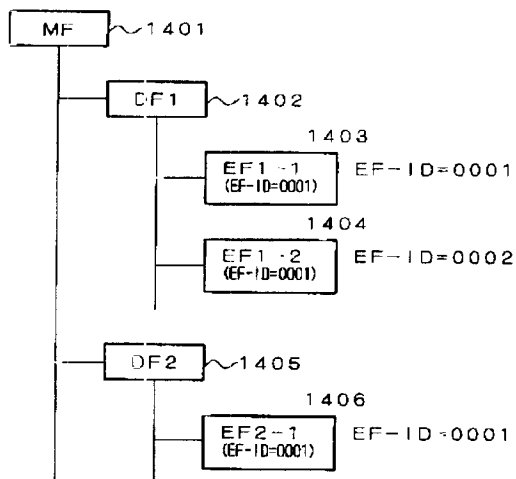 MF 1401
DF1 1402
1403
EF1-1 EF-ID=0001
(EF-ID=0001)
1404
EF1-2 EF-ID=0002
(EF-ID=0001)
DF2 1405
1406
EF2-1 EF-ID=0001
(EF-ID=0001)